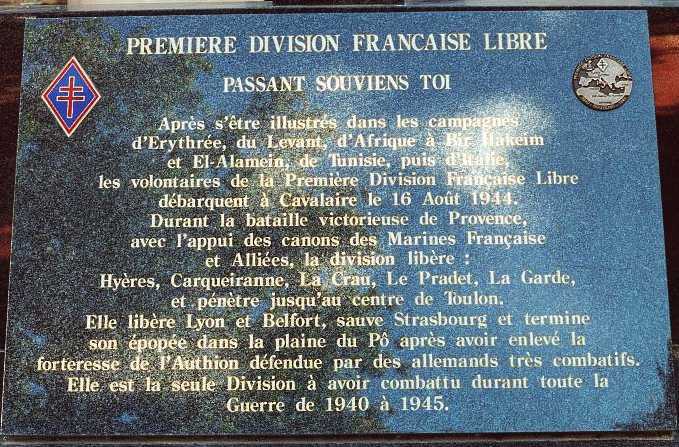 PREMIERE DIVISION FRANCAISE LIBRE
PASSANT SOUVIENS TOI
Après s'être illustrés dans les campagnes
d'Erythrée, du Levant, d'Afrique à Bir Hakeim
et El-Alamein, de Tunisie, puis d'Italie,
les volontaires de la Première Division Française Libre
débarquent à Cavalaire le 16 Août 1944.
Durant la bataille victorieuse de Provence,
avec l'appui des canons des Marines Française
et Alliées, la division libère :
Hyères, Carqueiranne, La Crau, Le Pradet, La Garde,
et pénètre jusqu'au centre de Toulon.
Elle libère Lyon et Belfort, sauve Strasbourg et termine
son épopée dans la plaine du Pô après avoir enlevé la
forteresse de l'Authion défendue par des allemands très combatifs.
Elle est la seule Division à avoir combattu durant toute la
Guerre de 1940 à 1945.